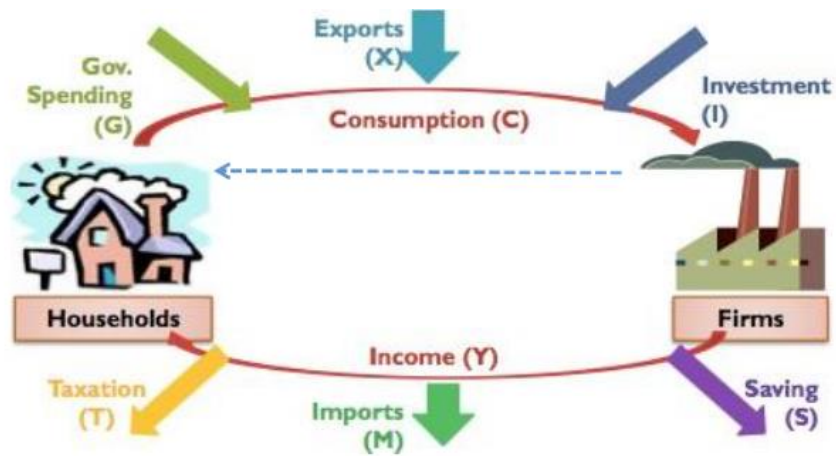 Exports
(X)
Gov.
Spending
(G)
Investment
(I)
Consumption (C)
Households
Firms
Income (Y)
Taxation
(T)
Imports
(M)
Saving
(S)